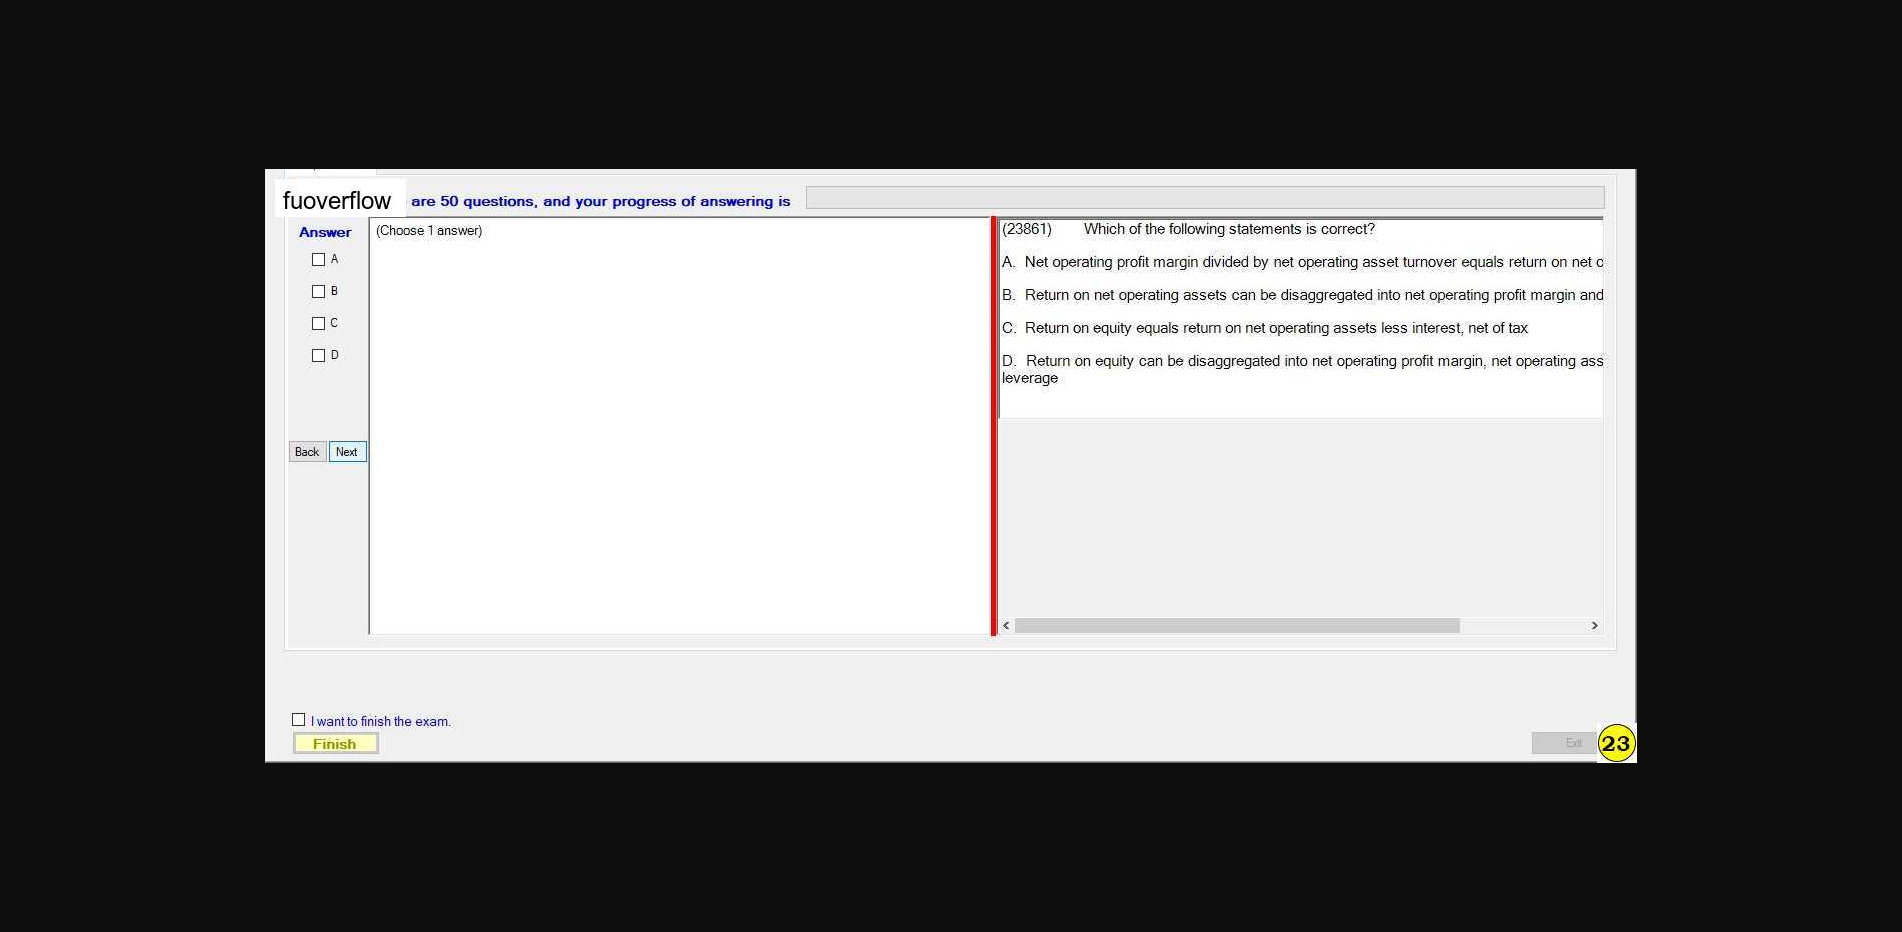 fuoverflow are 50 questions, and your progress of answering is
Answer
A
B
C
D
Back Next
(Choose 1 answer)
(23861) Which of the following statements is correct?
A. Net operating profit margin divided by net operating asset turnover equals return on net o
B. Return on net operating assets can be disaggregated into net operating profit margin and
C. Return on equity equals return on net operating assets less interest, net of tax
D. Return on equity can be disaggregated into net operating profit margin, net operating ass
leverage
I want to finish the exam.
Finish
Exit
23